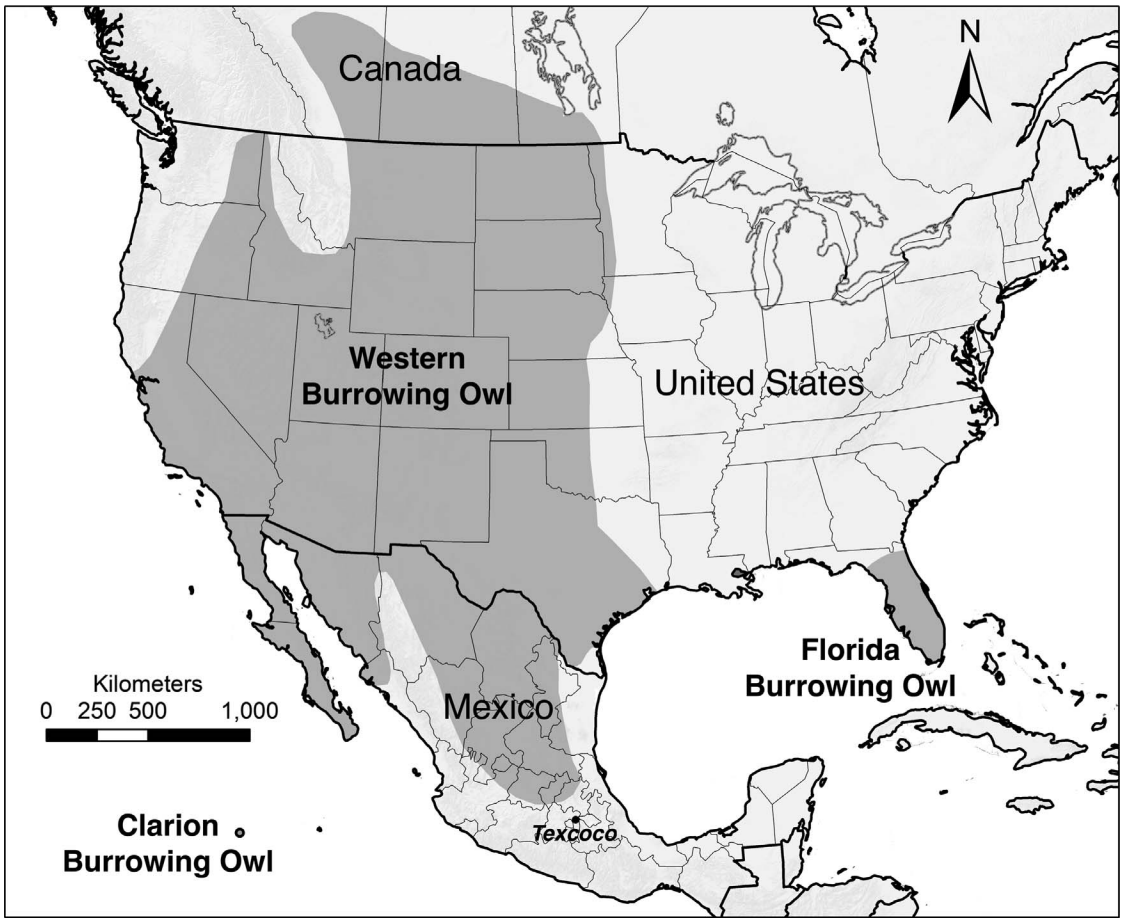 N
Canada
Western
Burrowing Owl
United States
Florida
Burrowing Owl
Kilometers
0 250 500 1,000
Mexico
Clarion
Burrowing Owl
Texcoco